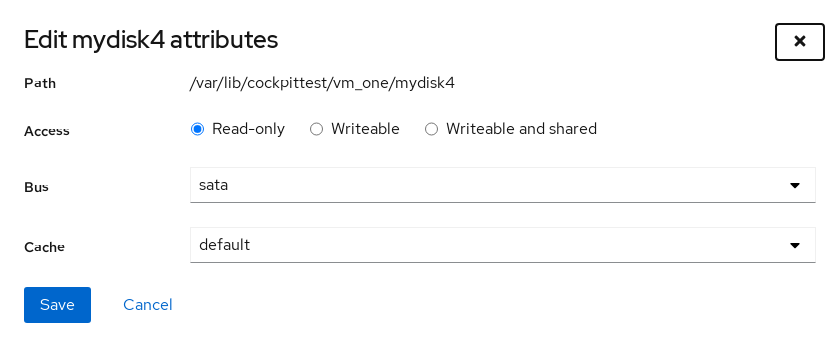 Edit mydisk4 attributes
Path /var/lib/cockpittest/vm_one/mydisk4
Access Read-only Writeable Writeable and shared
Bus sata
Cache default
Save Cancel